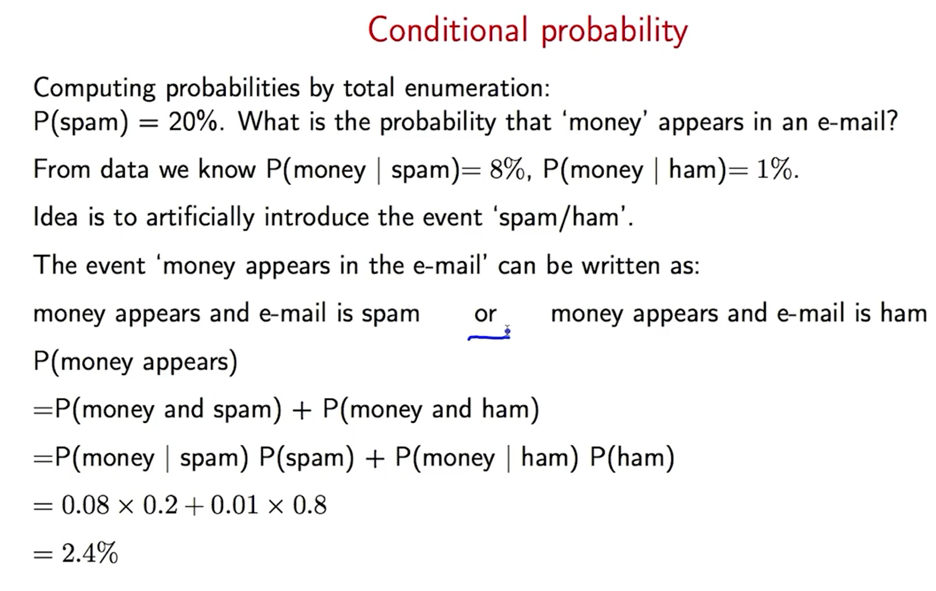 Conditional probability
Computing probabilities by total enumeration:
P(spam) = 20%. What is the probability that ‘money’ appears in an e-mail?
From data we know P(money | spam)= 8%, P(money | ham)= 1%.
Idea is to artificially introduce the event ‘spam/ham’.
The event ‘money appears in the e-mail’ can be written as:
money appears and e-mail is spam or money appears and e-mail is ham
P(money appears)
=P(money and spam) + P(money and ham)
=P(money | spam) P(spam) + P(money | ham) P(ham)
= 0.08 × 0.2 + 0.01 × 0.8
= 2.4%